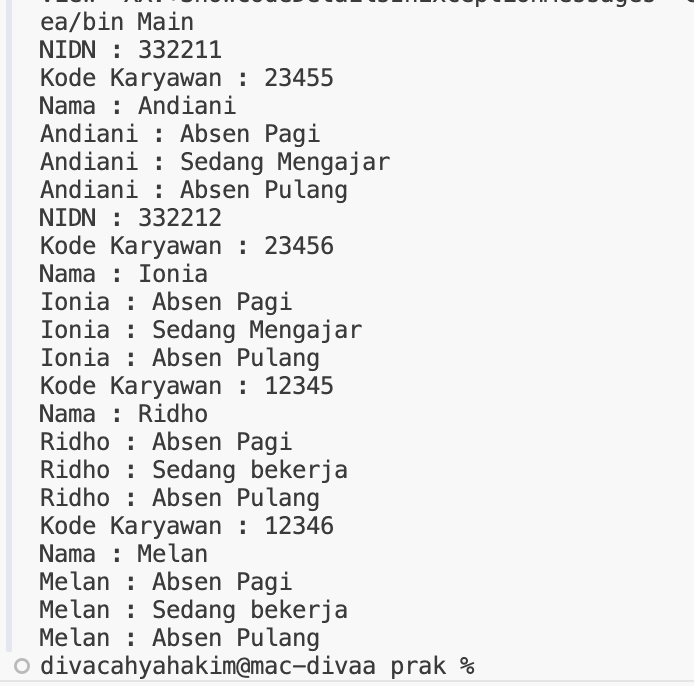 ea/bin Main
NIDN : 332211
Kode Karyawan : 23455
Nama : Andiani
Andiani : Absen Pagi
Andiani : Sedang Mengajar
Andiani : Absen Pulang
NIDN : 332212
Kode Karyawan : 23456
Nama : Ionia
Ionia : Absen Pagi
Ionia : Sedang Mengajar
Ionia : Absen Pulang
Kode Karyawan : 12345
Nama : Ridho
Ridho : Absen Pagi
Ridho : Sedang bekerja
Ridho : Absen Pulang
Kode Karyawan : 12346
Nama : Melan
Melan : Absen Pagi
Melan : Sedang bekerja
Melan : Absen Pulang
divacahyahakim@mac-divaa prak %